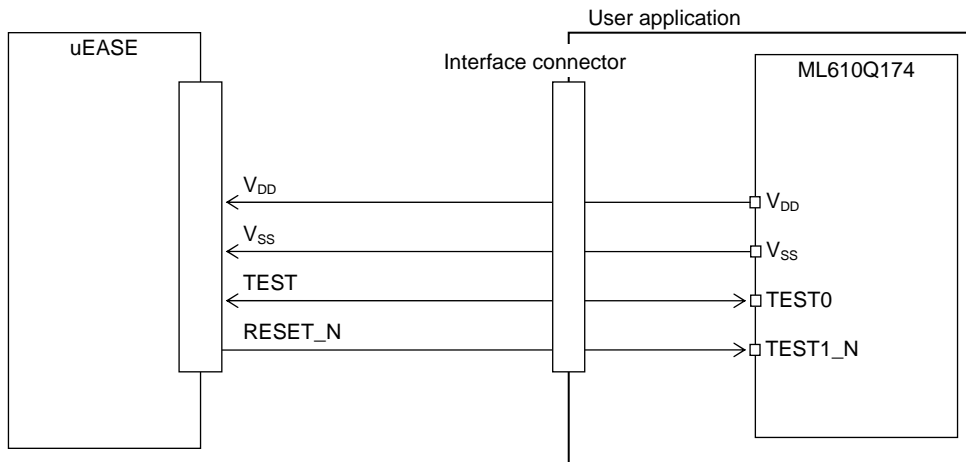 User application
uEASE
Interface connector
ML610Q174
VDD
VDD
VSS
VSS
TEST
TEST0
RESET_N
TEST1_N